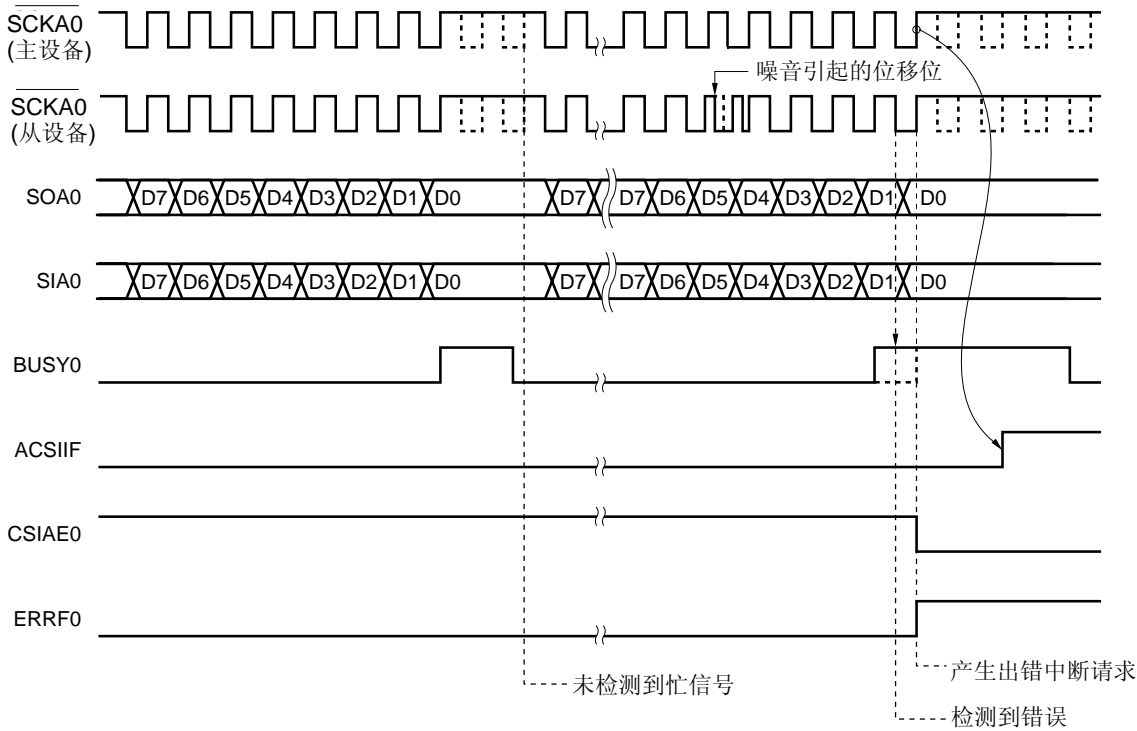 SCKA0
(主设备)
噪音引起的位移位
SCKA0
(从设备)
SOA0 D7 D6 D5 D4 D3 D2 D1 D0 D7 D7 D6 D5 D4 D3 D2 D1 D0
SIA0 D7 D6 D5 D4 D3 D2 D1 D0 D7 D7 D6 D5 D4 D3 D2 D1 D0
BUSY0
ACSIIF
CSIAE0
ERRF0
产生出错中断请求
未检测到忙信号
检测到错误